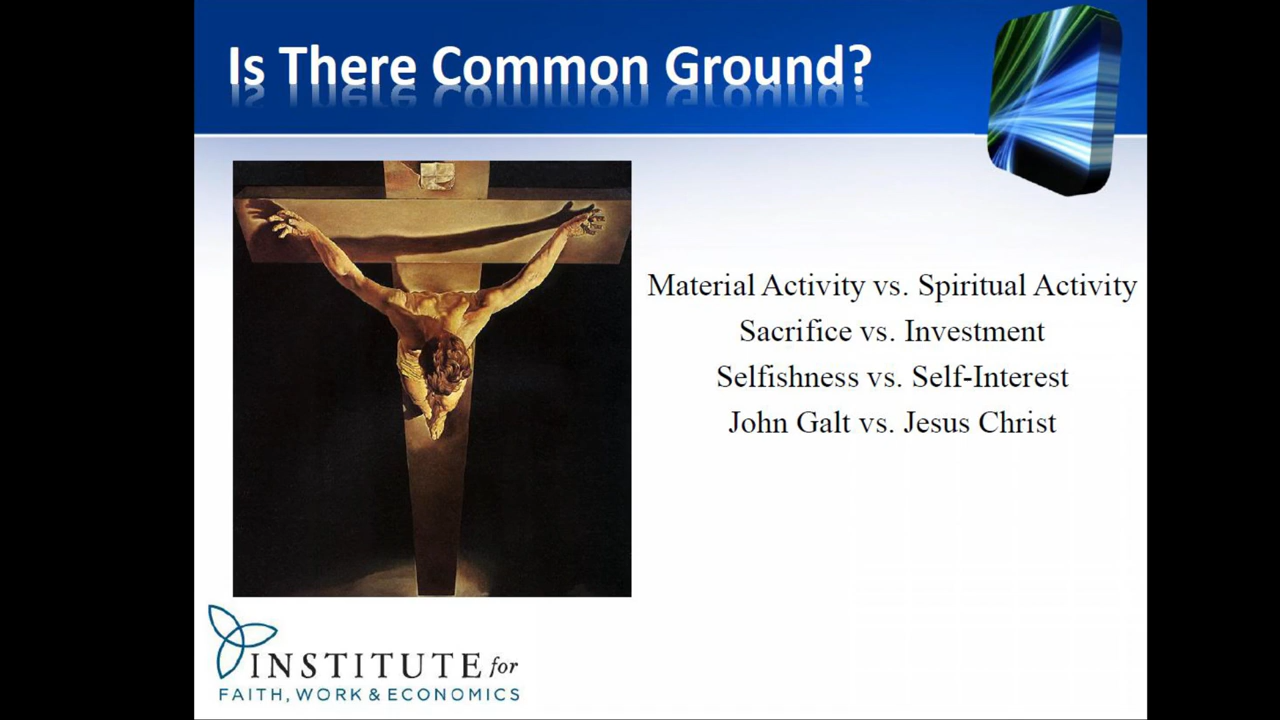 Is There Common Ground?
Material Activity vs. Spiritual Activity
Sacrifice vs. Investment
Selfishness vs. Self-Interest
John Galt vs. Jesus Christ
INSTITUTE for
FAITH, WORK & ECONOMICS